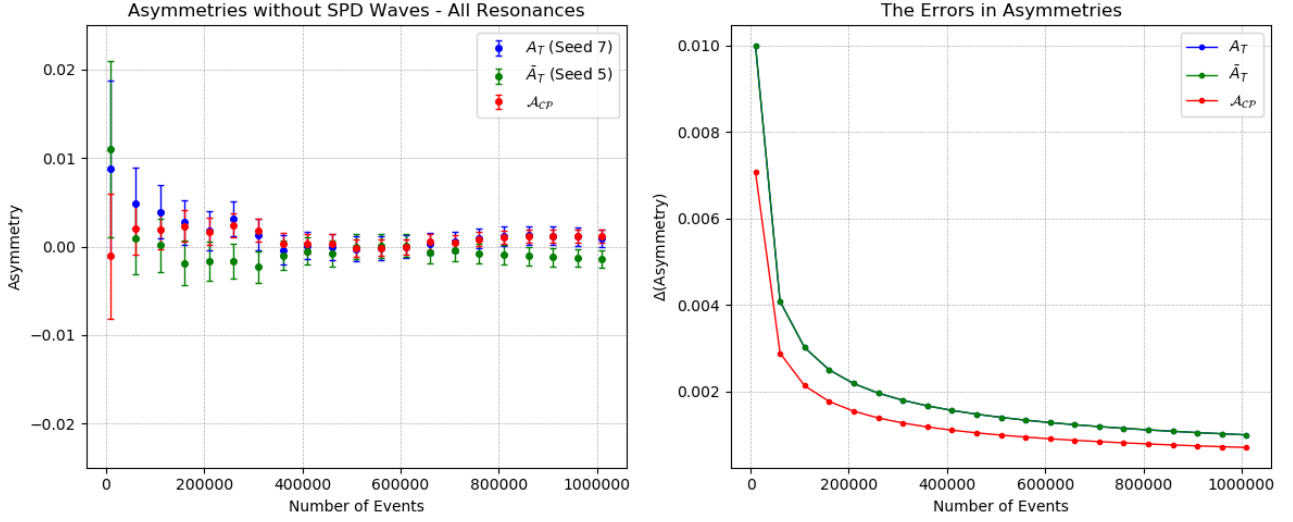 Asymmetries without SPD Waves - All Resonances
Asymmetry
0.02
0.01
0.00
−0.01
−0.02
0
200000
400000
600000
800000
1000000
Number of Events
A_T (Seed 7)
Ā_T (Seed 5)
𝒜_𝒞𝒫
The Errors in Asymmetries
Δ(Asymmetry)
0.010
0.008
0.006
0.004
0.002
0
200000
400000
600000
800000
1000000
Number of Events
A_T
Ā_T
𝒜_𝒞𝒫